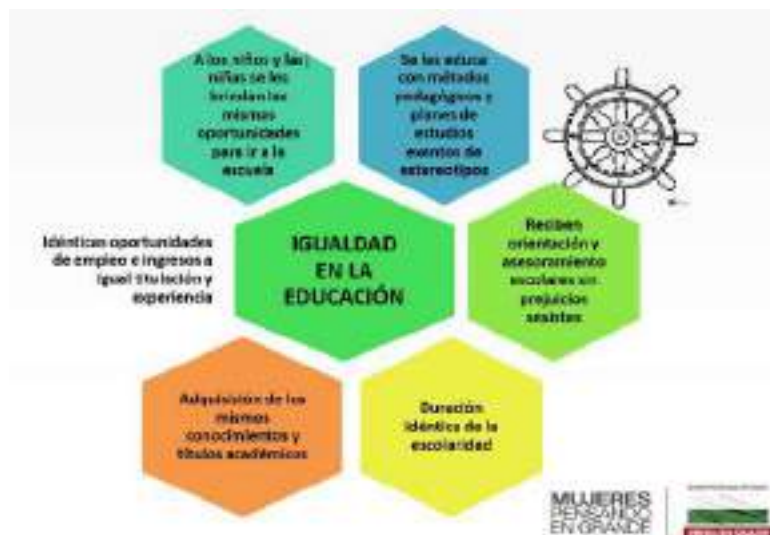 A los niños y las
niñas se les
brindan las
mismas
oportunidades
para ir a la
escuela
Se les educa
con métodos
pedagógicos y
planes de
estudios
exentos de
estereotipos
Idénticas oportunidades
de empleo e ingresos a
igual titulación y
experiencia
IGUALDAD
EN LA
EDUCACIÓN
Reciben
orientación y
asesoramiento
escolares sin
prejuicios
sexistas
Adquisición de los
mismos
conocimientos y
títulos académicos
Duración
idéntica de la
escolaridad
MUJERES
PENSANDO
EN GRANDE